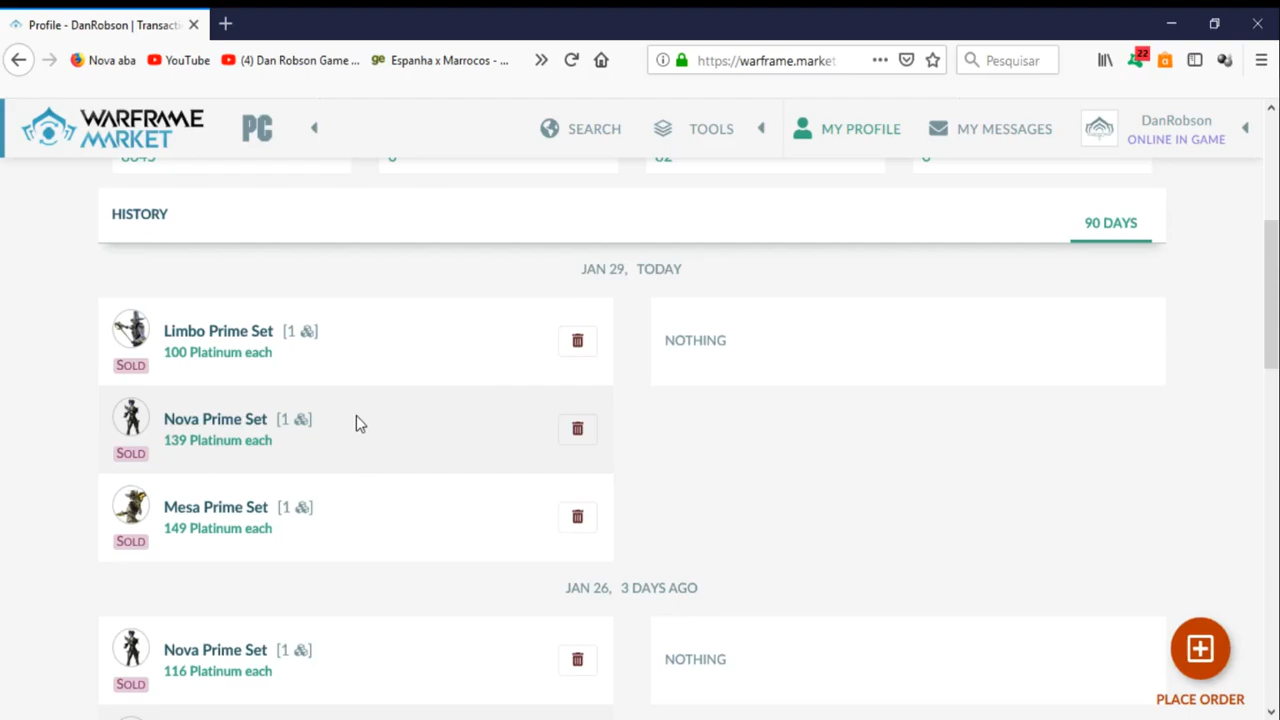 Profile - DanRobson | Transacti
Nova aba
YouTube
(4) Dan Robson Game ...
ge Espanha x Marrocos - ...
https://warframe.market
Pesquisar
22
WARFRAME
MARKET
PC
SEARCH
TOOLS
MY PROFILE
MY MESSAGES
DanRobson
ONLINE IN GAME
HISTORY
90 DAYS
JAN 29, TODAY
Limbo Prime Set [1]
100 Platinum each
SOLD
NOTHING
Nova Prime Set [1]
139 Platinum each
SOLD
Mesa Prime Set [1]
149 Platinum each
SOLD
JAN 26, 3 DAYS AGO
Nova Prime Set [1]
116 Platinum each
SOLD
NOTHING
PLACE ORDER